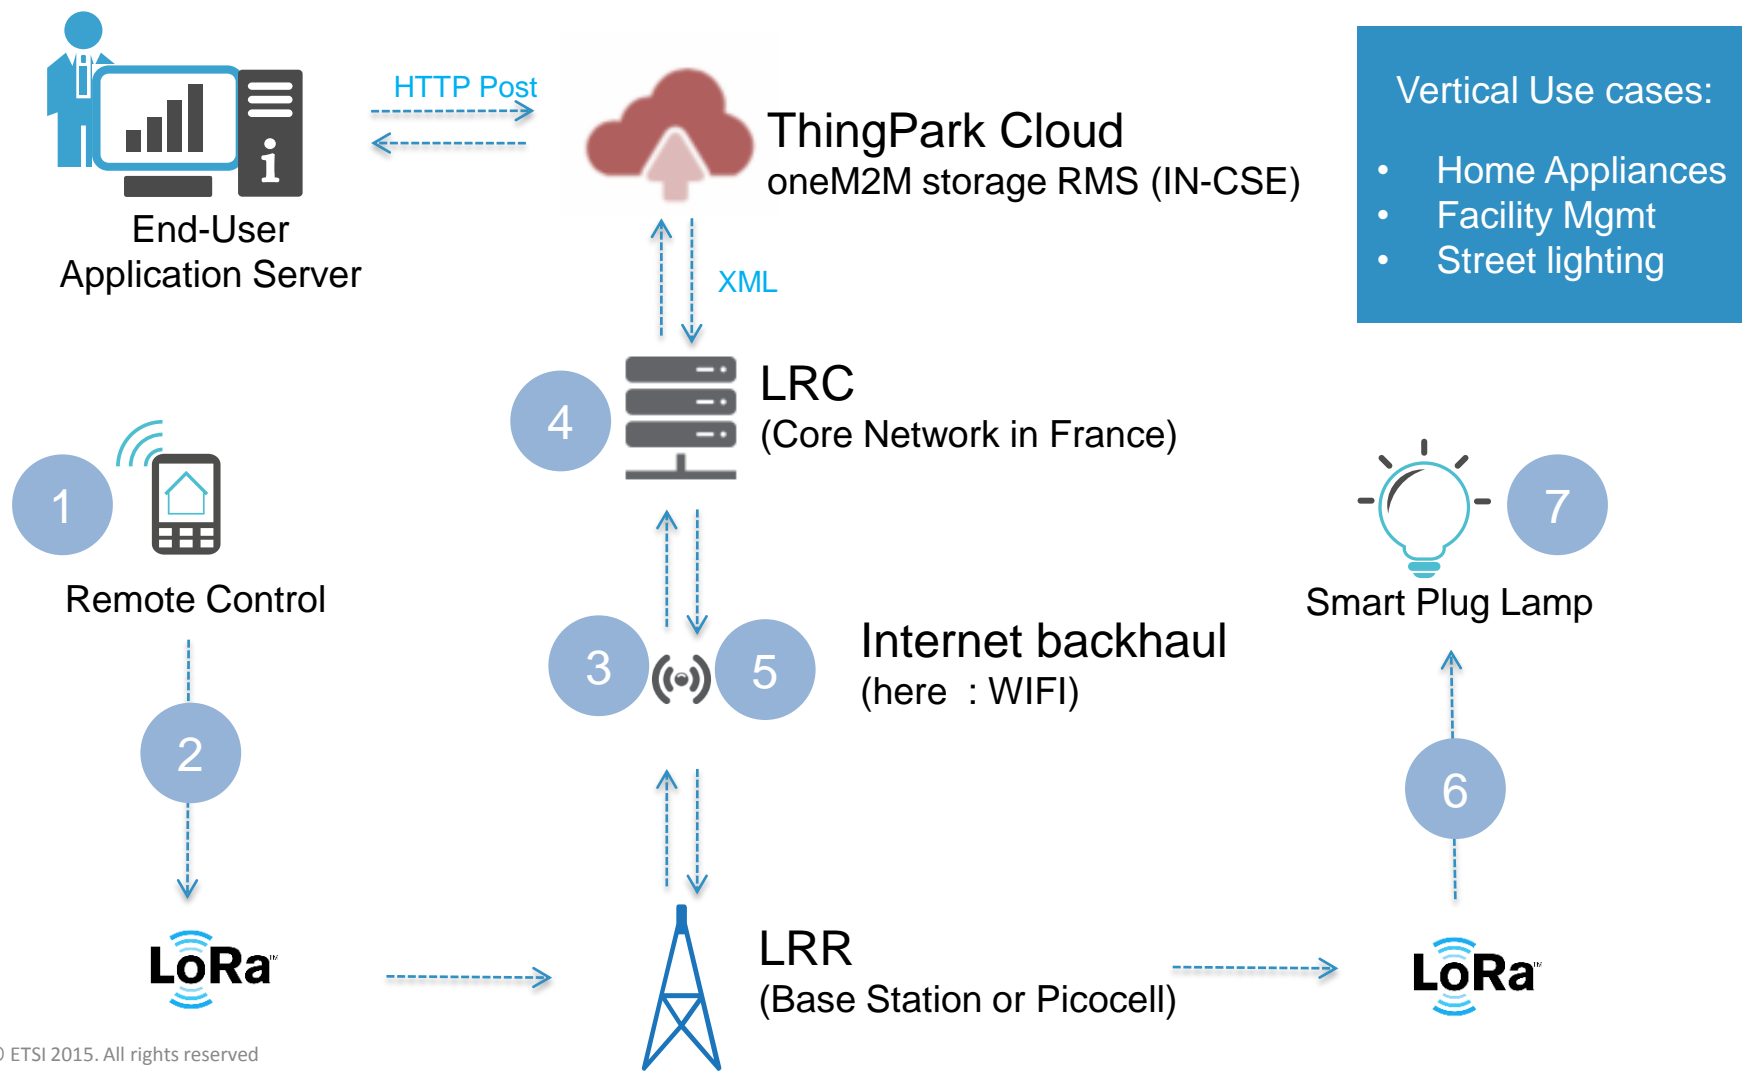 HTTP Post
ThingPark Cloud
oneM2M storage RMS (IN-CSE)
End-User
Application Server
XML
Vertical Use cases:
• Home Appliances
• Facility Mgmt
• Street lighting
4
LRC
(Core Network in France)
1
Remote Control
7
Smart Plug Lamp
3
5
Internet backhaul
(here : WIFI)
2
6
LoRa™
LRR
(Base Station or Picocell)
LoRa™
© ETSI 2015. All rights reserved